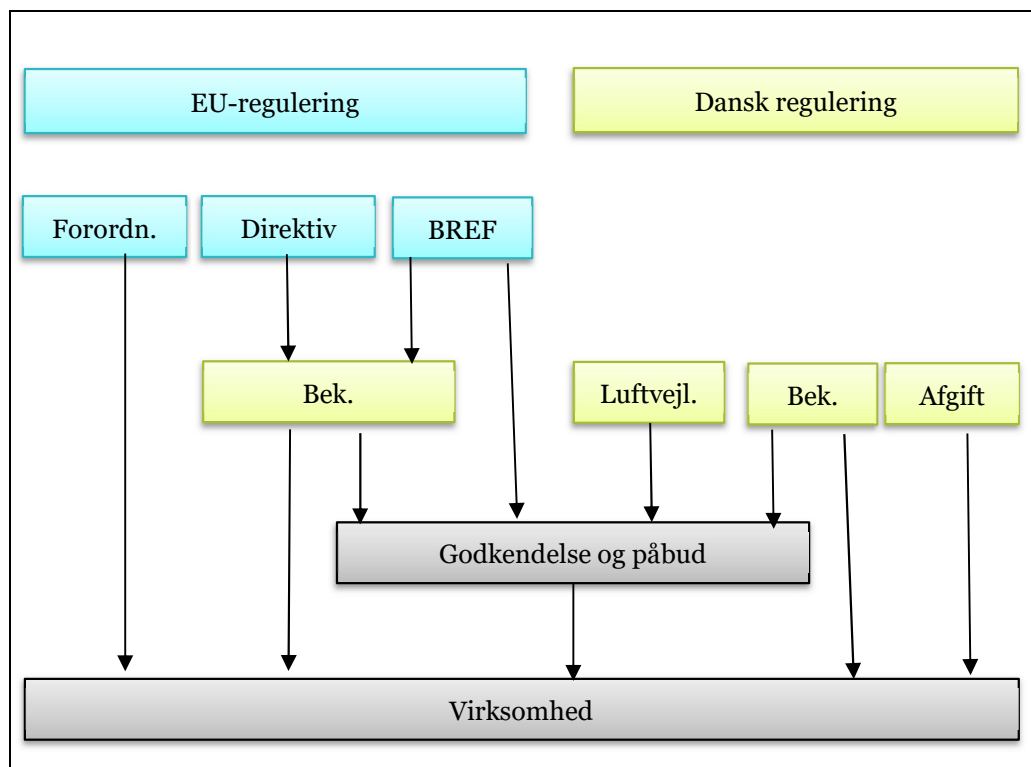 EU-regulering
Dansk regulering
Forordn.
Direktiv
BREF
Bek.
Luftvejl.
Bek.
Afgift
Godkendelse og påbud
Virksomhed